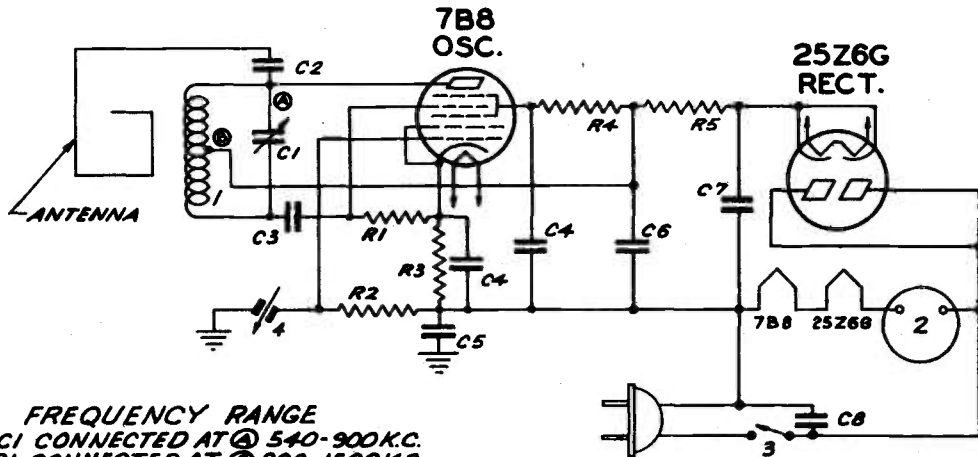 7B8
OSC.
25Z6G
RECT.
C2
A
B
C1
1
ANTENNA
R4
R5
C7
C3
R1
R3
C4
C4
C6
R2
4
C5
7B8
25Z6G
2
C8
3
FREQUENCY RANGE
C1 CONNECTED AT A 540-900K.C.